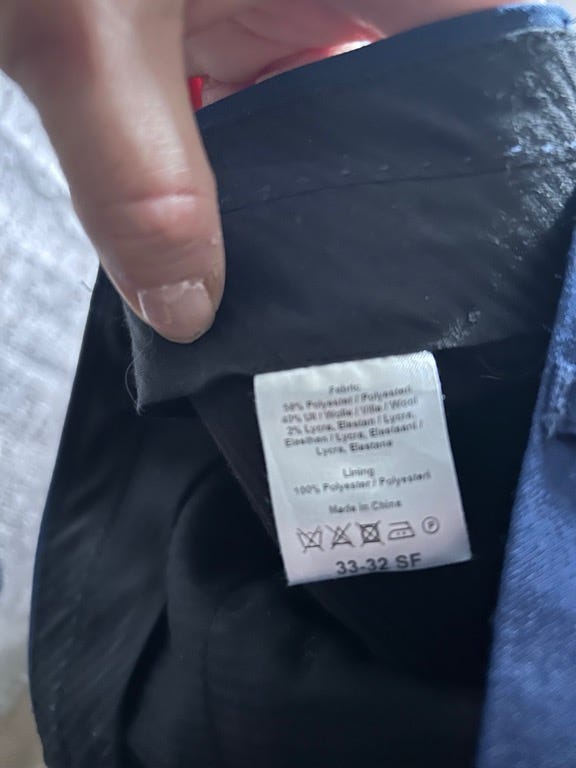 Fabric
58% Polyester / Polyesteri
40% Ull / Wolle / Villa / Wool
2% Lycra, Elastan / Lycra,
Elasthan / Lycra, Elastaani /
Lycra, Elastane
Lining
100% Polyester / Polyesteri
Made in China
P
33-32 SF